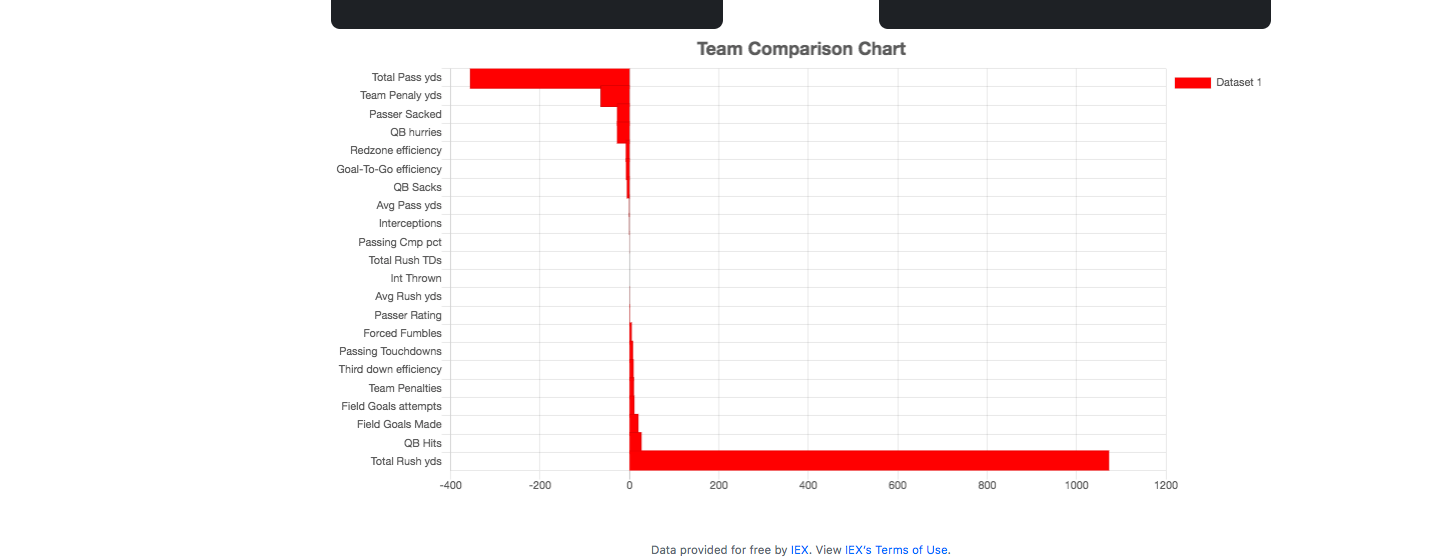 Team Comparison Chart
Dataset 1
Total Pass yds
Team Penaly yds
Passer Sacked
QB hurries
Redzone efficiency
Goal-To-Go efficiency
QB Sacks
Avg Pass yds
Interceptions
Passing Cmp pct
Total Rush TDs
Int Thrown
Avg Rush yds
Passer Rating
Forced Fumbles
Passing Touchdowns
Third down efficiency
Team Penalties
Field Goals attempts
Field Goals Made
QB Hits
Total Rush yds
-400 -200 0 200 400 600 800 1000 1200
Data provided for free by IEX. View IEX's Terms of Use.